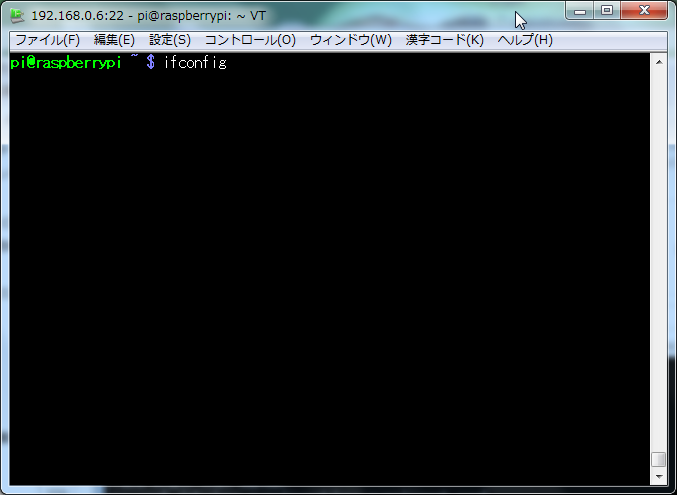 192.168.0.6:22 - pi@raspberrypi: ~ VT
ファイル(F) 編集(E) 設定(S) コントロール(O) ウィンドウ(W) 漢字コード(K) ヘルプ(H)
pi@raspberrypi ~ $ ifconfig